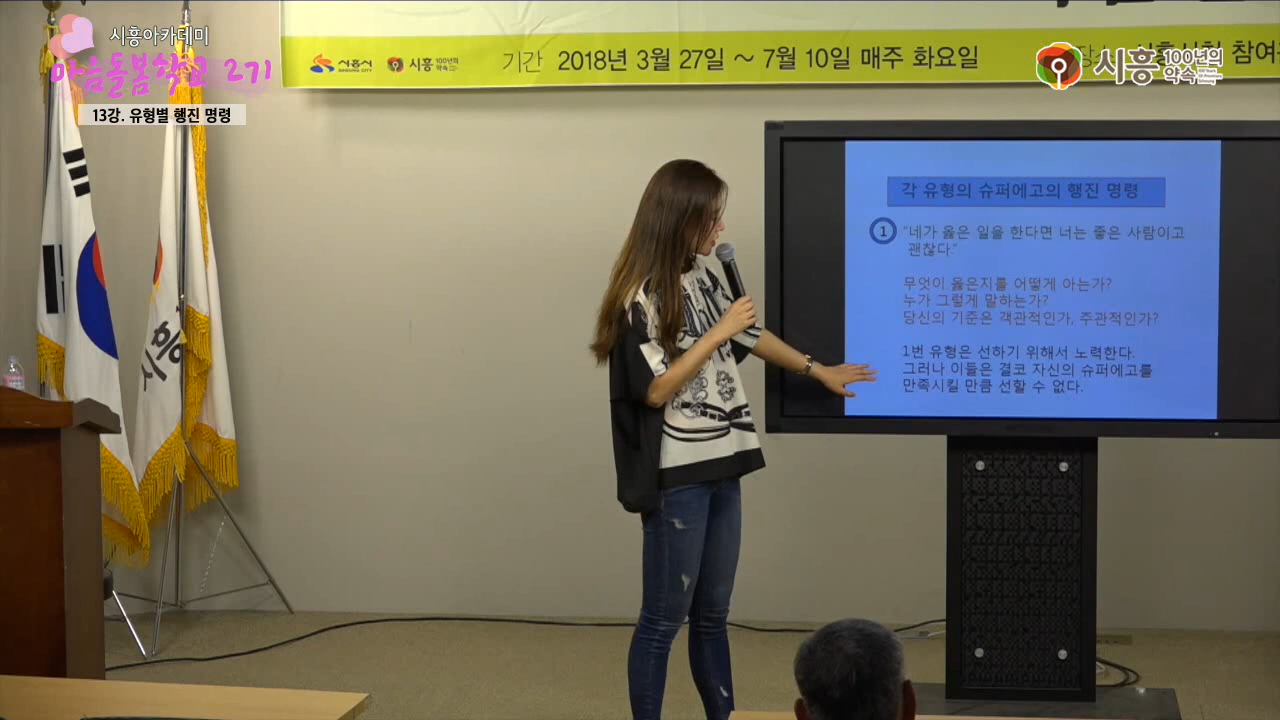 시흥아카데미
마음돌봄학교 2기
13강. 유형별 행진 명령
시흥시
SIHEUNG CITY
시흥 100년의 약속
기간 2018년 3월 27일 ~ 7월 10일 매주 화요일
시흥 100년의 약속
참여
시흥
각 유형의 슈퍼에고의 행진 명령
1 "네가 옳은 일을 한다면 너는 좋은 사람이고
괜찮다."
무엇이 옳은지를 어떻게 아는가?
누가 그렇게 말하는가?
당신의 기준은 객관적인가, 주관적인가?
1번 유형은 선하기 위해서 노력한다.
그러나 이들은 결코 자신의 슈퍼에고를
만족시킬 만큼 선할 수 없다.